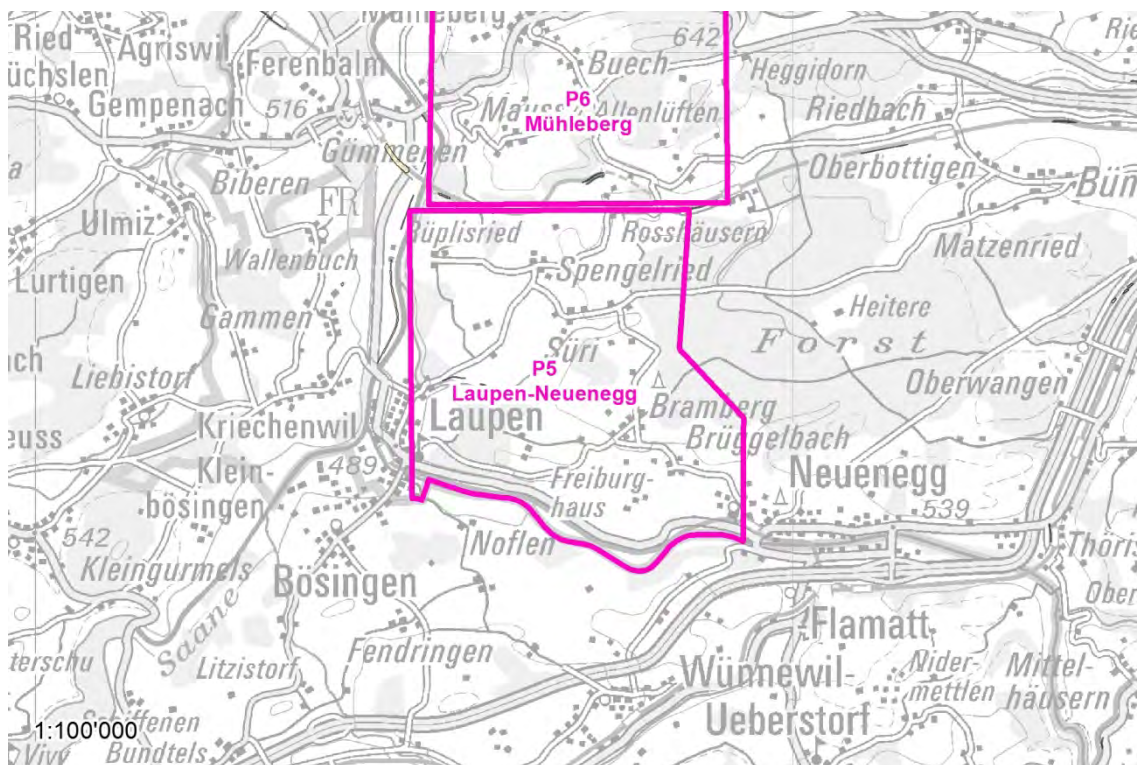 Mühleberg
Ried
Agriswil
642
Buech
Ferenbalm
Heggidorn
Gempenach
516
Mauss
P6
Allenlüften
Mühleberg
Riedbach
Gümmenen
Oberbottigen
Biberen
FR
Ulmiz
Rosshäusern
Wallenbuch
Spengelried
Matzenried
Lurtigen
Gammen
Heitere
Süri
Forst
P5
Laupen-Neuenegg
Liebistorf
Oberwangen
Laupen
Bramberg
Kriechenwil
Brüggelbach
Klein-
bösingen
489
Freiburg-
haus
Neuenegg
539
542
Noflen
Kleingurmels
Bösingen
Saane
Flamatt
Litzistorf
Fendringen
Wünnewil-
Ueberstorf
Nider-
mettlen
Mittel-
häusern
1:100'000
Vivy
Bundtels